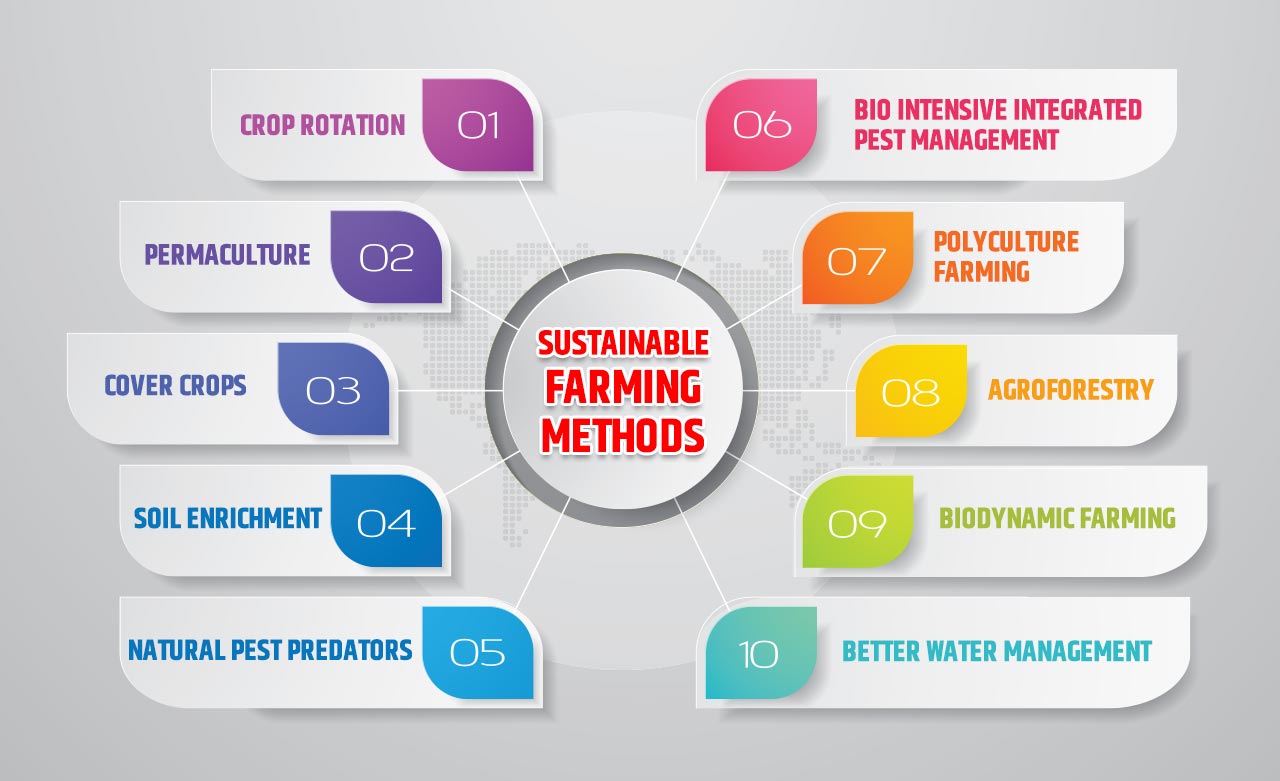 SUSTAINABLE
FARMING
METHODS
CROP ROTATION 01
PERMACULTURE 02
COVER CROPS 03
SOIL ENRICHMENT 04
NATURAL PEST PREDATORS 05
06 BIO INTENSIVE INTEGRATED
PEST MANAGEMENT
07 POLYCULTURE
FARMING
08 AGROFORESTRY
09 BIODYNAMIC FARMING
10 BETTER WATER MANAGEMENT